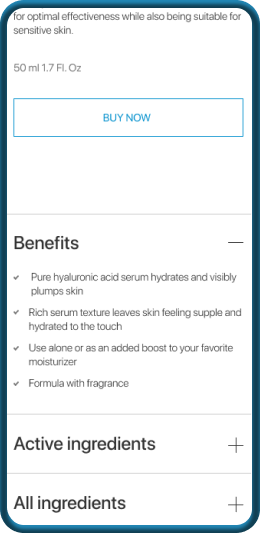 for optimal effectiveness while also being suitable for
sensitive skin.
50 ml 1.7 Fl. Oz
BUY NOW
Benefits
Pure hyaluronic acid serum hydrates and visibly
plumps skin
Rich serum texture leaves skin feeling supple and
hydrated to the touch
Use alone or as an added boost to your favorite
moisturizer
Formula with fragrance
Active ingredients
All ingredients